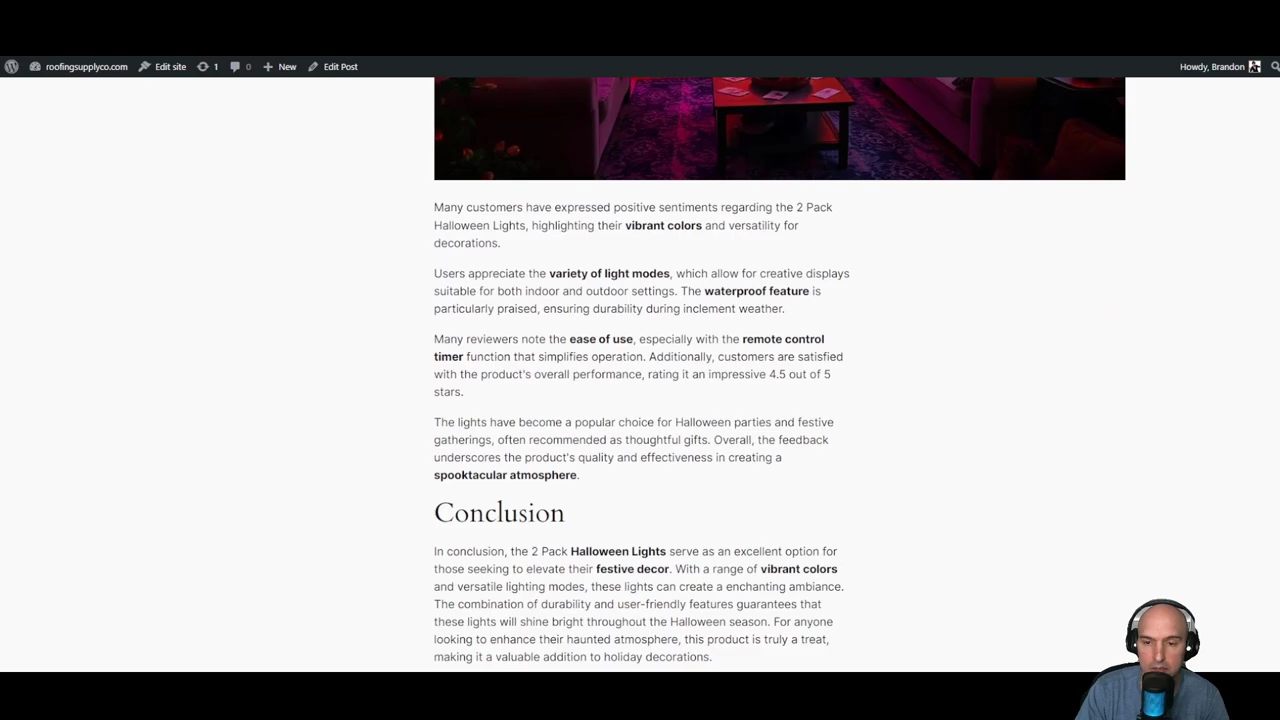 roofingsupplyco.com Edit site 1 0 New Edit Post Howdy, Brandon
Many customers have expressed positive sentiments regarding the 2 Pack
Halloween Lights, highlighting their vibrant colors and versatility for
decorations.
Users appreciate the variety of light modes, which allow for creative displays
suitable for both indoor and outdoor settings. The waterproof feature is
particularly praised, ensuring durability during inclement weather.
Many reviewers note the ease of use, especially with the remote control
timer function that simplifies operation. Additionally, customers are satisfied
with the product's overall performance, rating it an impressive 4.5 out of 5
stars.
The lights have become a popular choice for Halloween parties and festive
gatherings, often recommended as thoughtful gifts. Overall, the feedback
underscores the product's quality and effectiveness in creating a
spooktacular atmosphere.
Conclusion
In conclusion, the 2 Pack Halloween Lights serve as an excellent option for
those seeking to elevate their festive decor. With a range of vibrant colors
and versatile lighting modes, these lights can create a enchanting ambiance.
The combination of durability and user-friendly features guarantees that
these lights will shine bright throughout the Halloween season. For anyone
looking to enhance their haunted atmosphere, this product is truly a treat,
making it a valuable addition to holiday decorations.